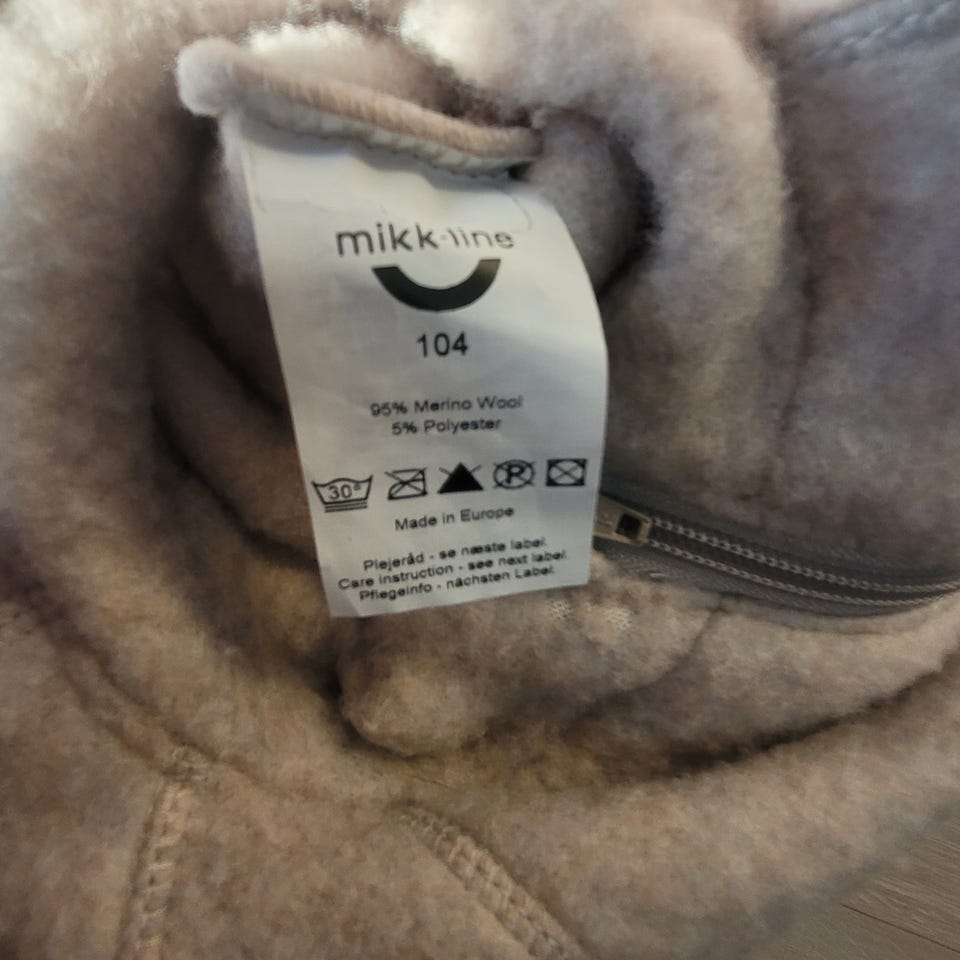 mikk-line
104
95% Merino Wool
5% Polyester
30° P
Made in Europe
Plejeråd - se næste label.
Care instruction - see next label.
Pflegeinfo - nächsten Label.